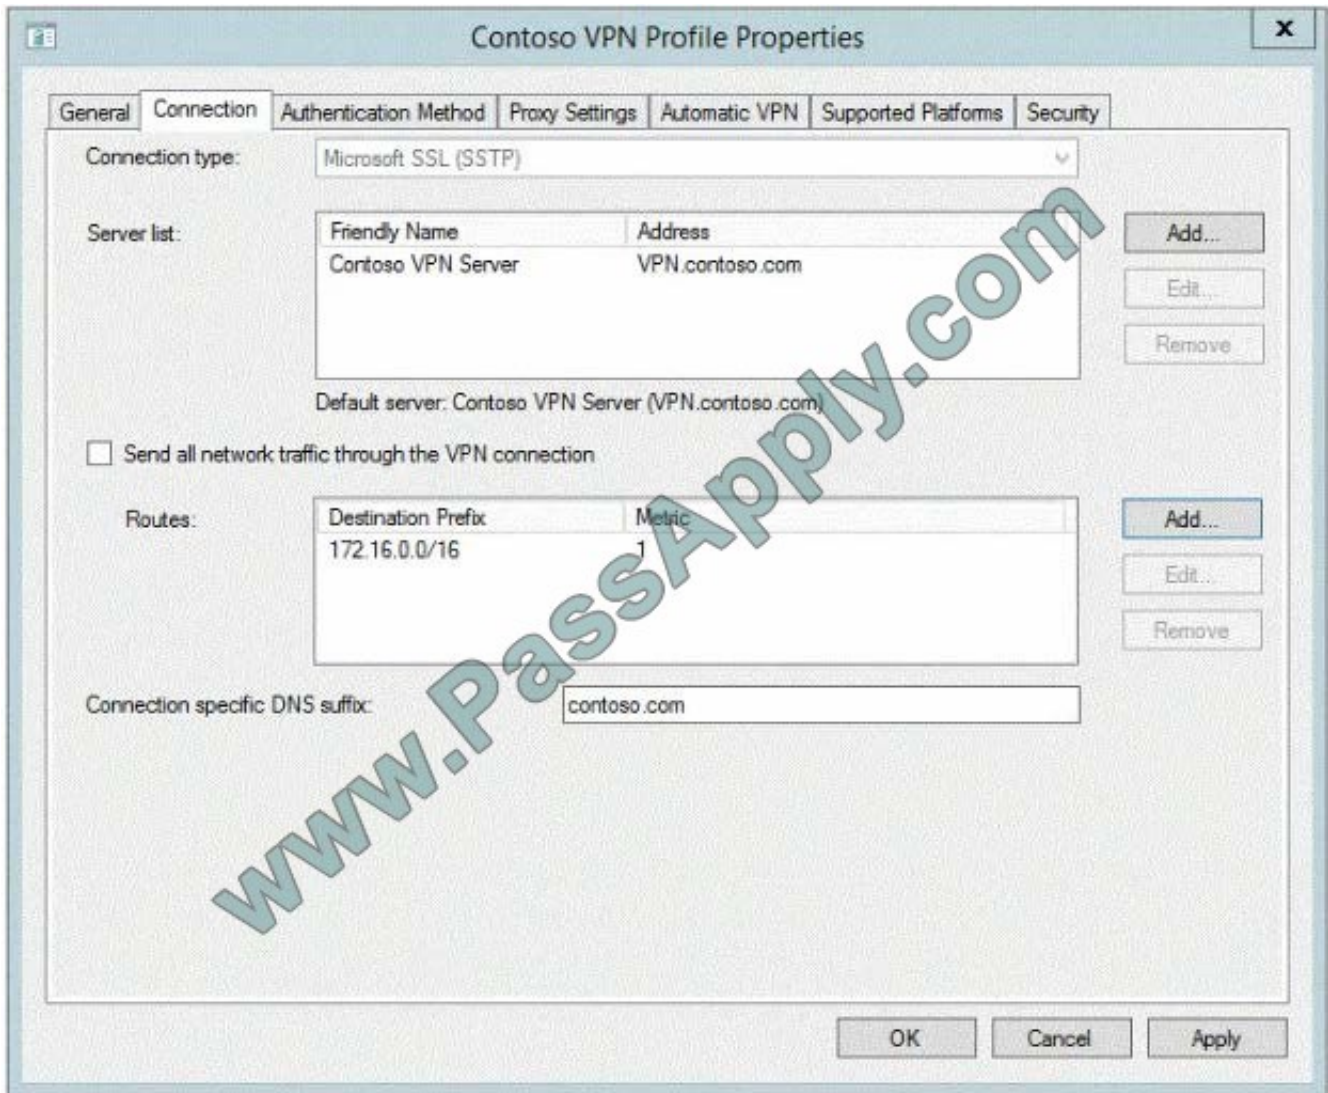 Contoso VPN Profile Properties
x
General Connection Authentication Method Proxy Settings Automatic VPN Supported Platforms Security
Connection type: Microsoft SSL (SSTP)
Server list: Friendly Name Address Add...
Contoso VPN Server VPN.contoso.com
Edit...
Remove
Default server: Contoso VPN Server (VPN.contoso.com)
Send all network traffic through the VPN connection
Routes: Destination Prefix Metric Add...
172.16.0.0/16 1
Edit...
Remove
Connection specific DNS suffix: contoso.com
OK Cancel Apply
www.PassApply.com